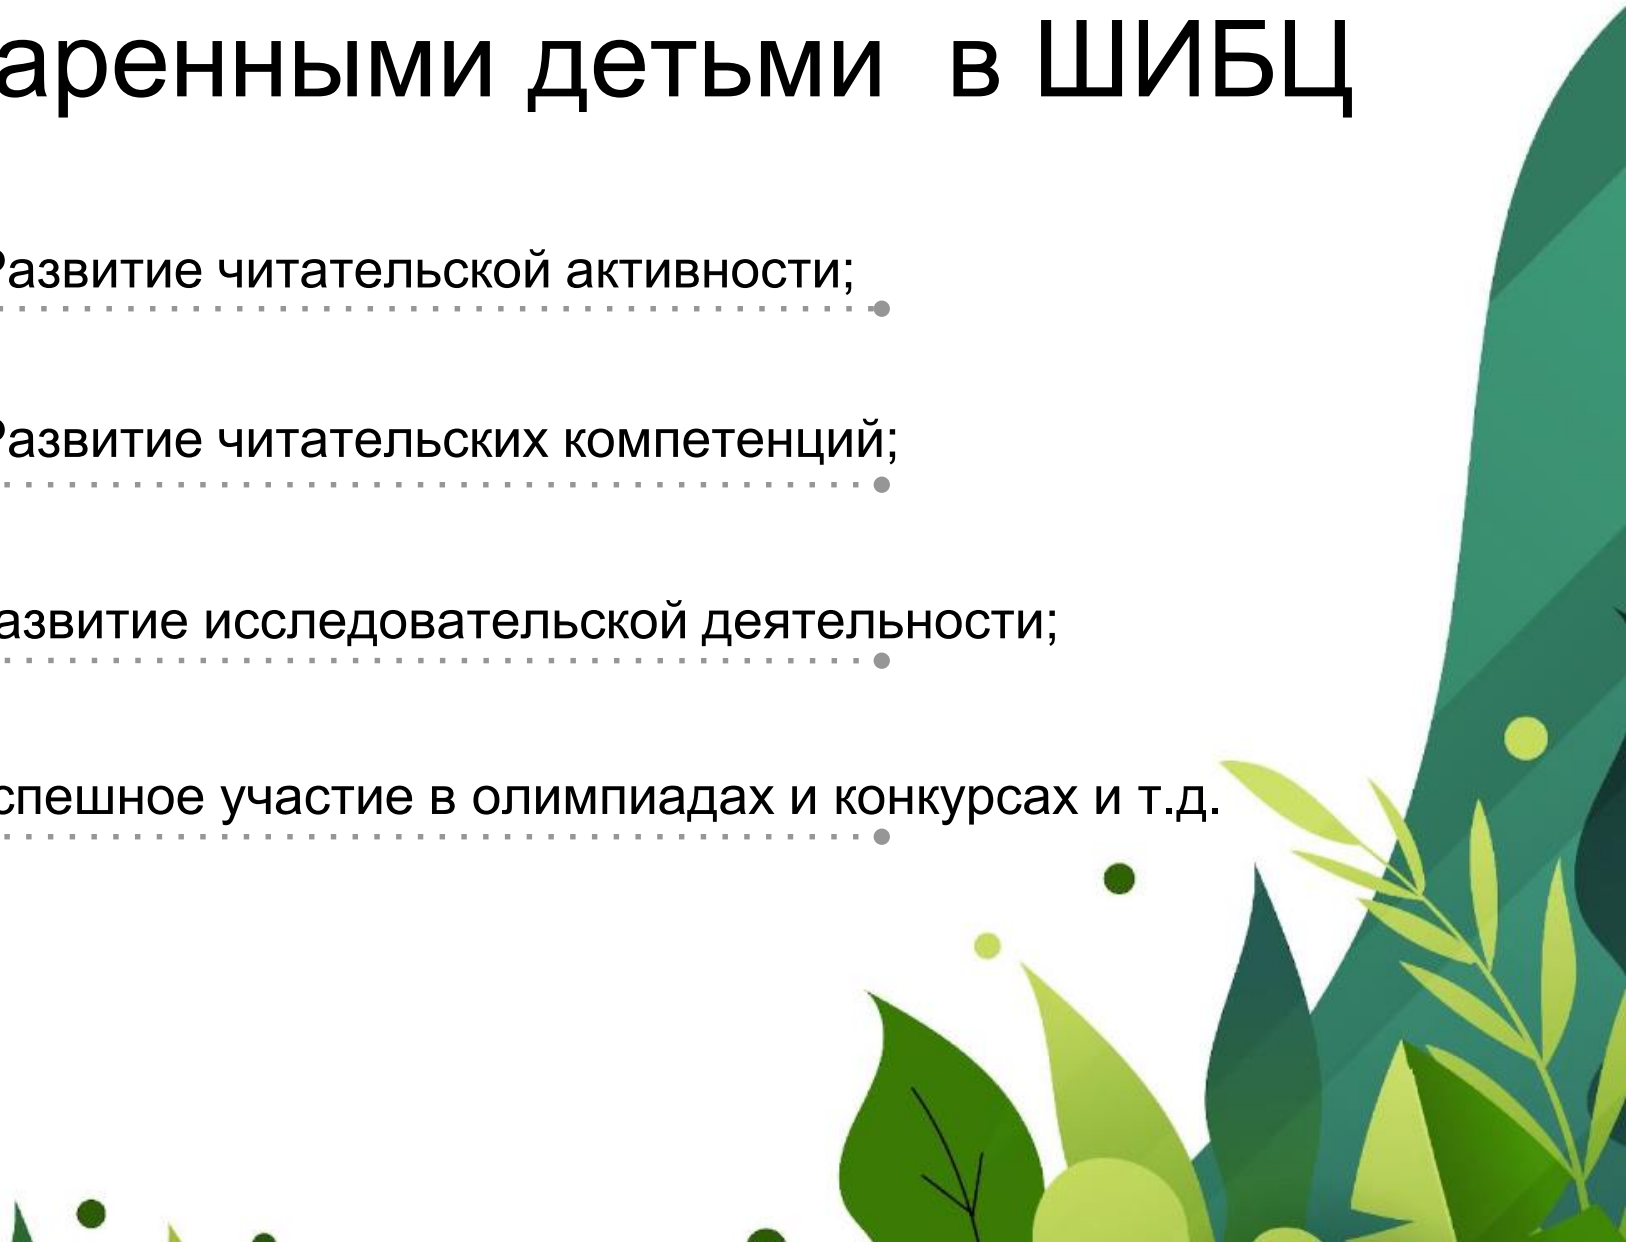 аренными детьми в ШИБЦ
Развитие читательской активности;
Развитие читательских компетенций;
азвитие исследовательской деятельности;
спешное участие в олимпиадах и конкурсах и т.д.